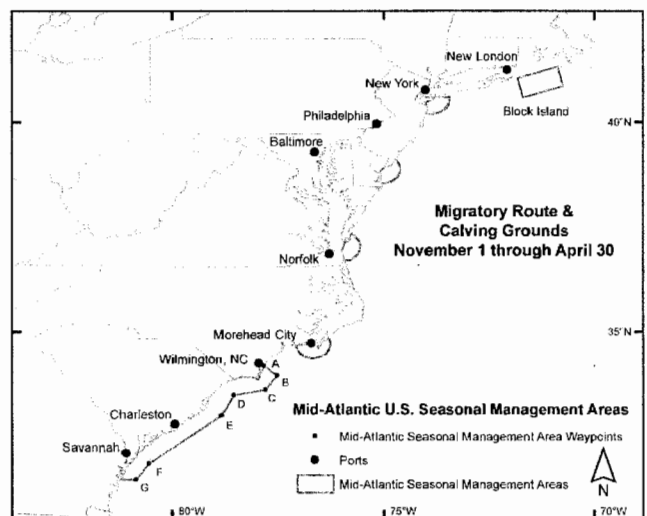 New London
New York
Block Island
Philadelphia
40°N
Baltimore
Migratory Route &
Calving Grounds
November 1 through April 30
Norfolk
Morehead City
35°N
Wilmington, NC
A
B
C
D
E
Charleston
Savannah
F
G
Mid-Atlantic U.S. Seasonal Management Areas
Mid-Atlantic Seasonal Management Area Waypoints
Ports
Mid-Atlantic Seasonal Management Areas
N
80°W
75°W
70°W